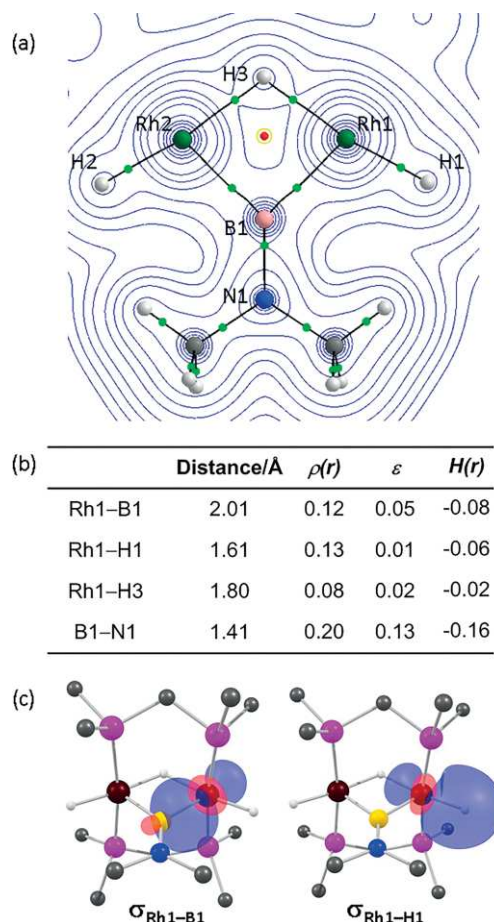 (a)
H3
Rh2 Rh1
H2 H1
B1
N1
(b)
Distance/Å ρ(r) ε H(r)
Rh1–B1 2.01 0.12 0.05 -0.08
Rh1–H1 1.61 0.13 0.01 -0.06
Rh1–H3 1.80 0.08 0.02 -0.02
B1–N1 1.41 0.20 0.13 -0.16
(c)
σRh1–B1 σRh1–H1